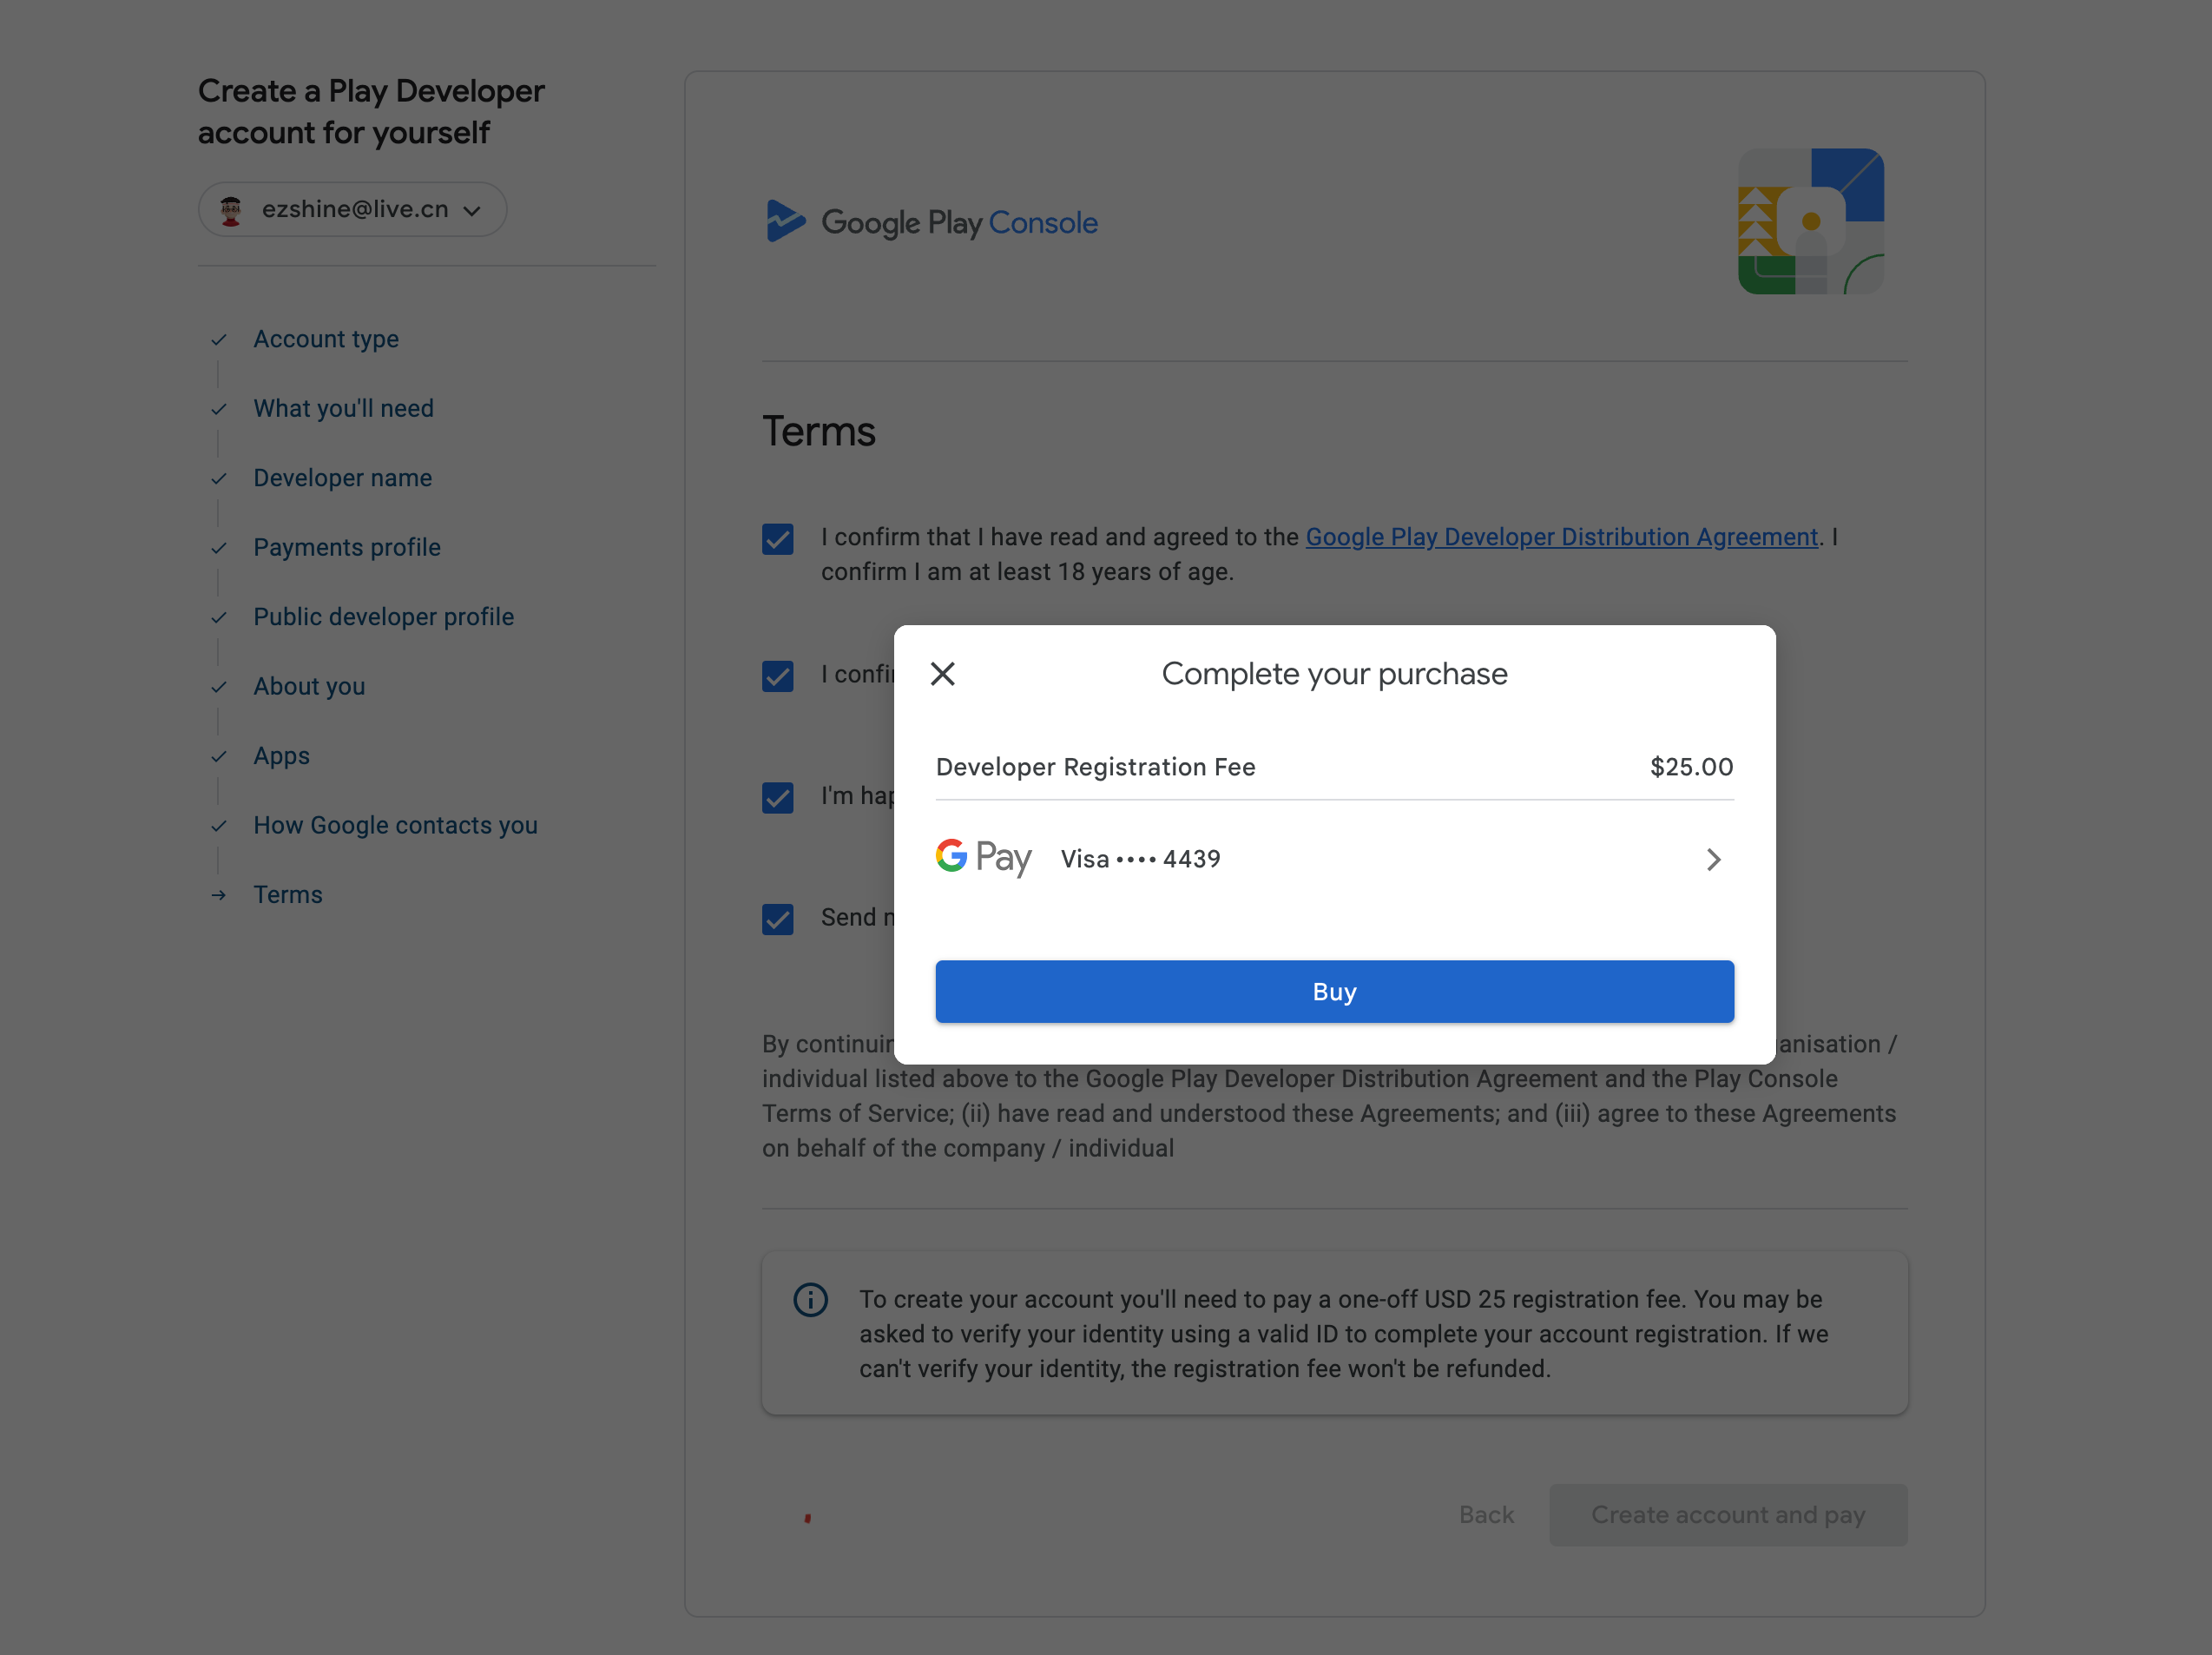 Create a Play Developer
account for yourself
ezshine@live.cn
Account type
What you'll need
Developer name
Payments profile
Public developer profile
About you
Apps
How Google contacts you
Terms
Google Play Console
Terms
I confirm that I have read and agreed to the Google Play Developer Distribution Agreement. I
confirm I am at least 18 years of age.
I
I'm
Send
Complete your purchase
Developer Registration Fee $25.00
G Pay Visa •••• 4439
Buy
By
individual listed above to the Google Play Developer Distribution Agreement and the Play Console
Terms of Service; (ii) have read and understood these Agreements; and (iii) agree to these Agreements
on behalf of the company / individual
To create your account you'll need to pay a one-off USD 25 registration fee. You may be
asked to verify your identity using a valid ID to complete your account registration. If we
can't verify your identity, the registration fee won't be refunded.
Back
Create account and pay